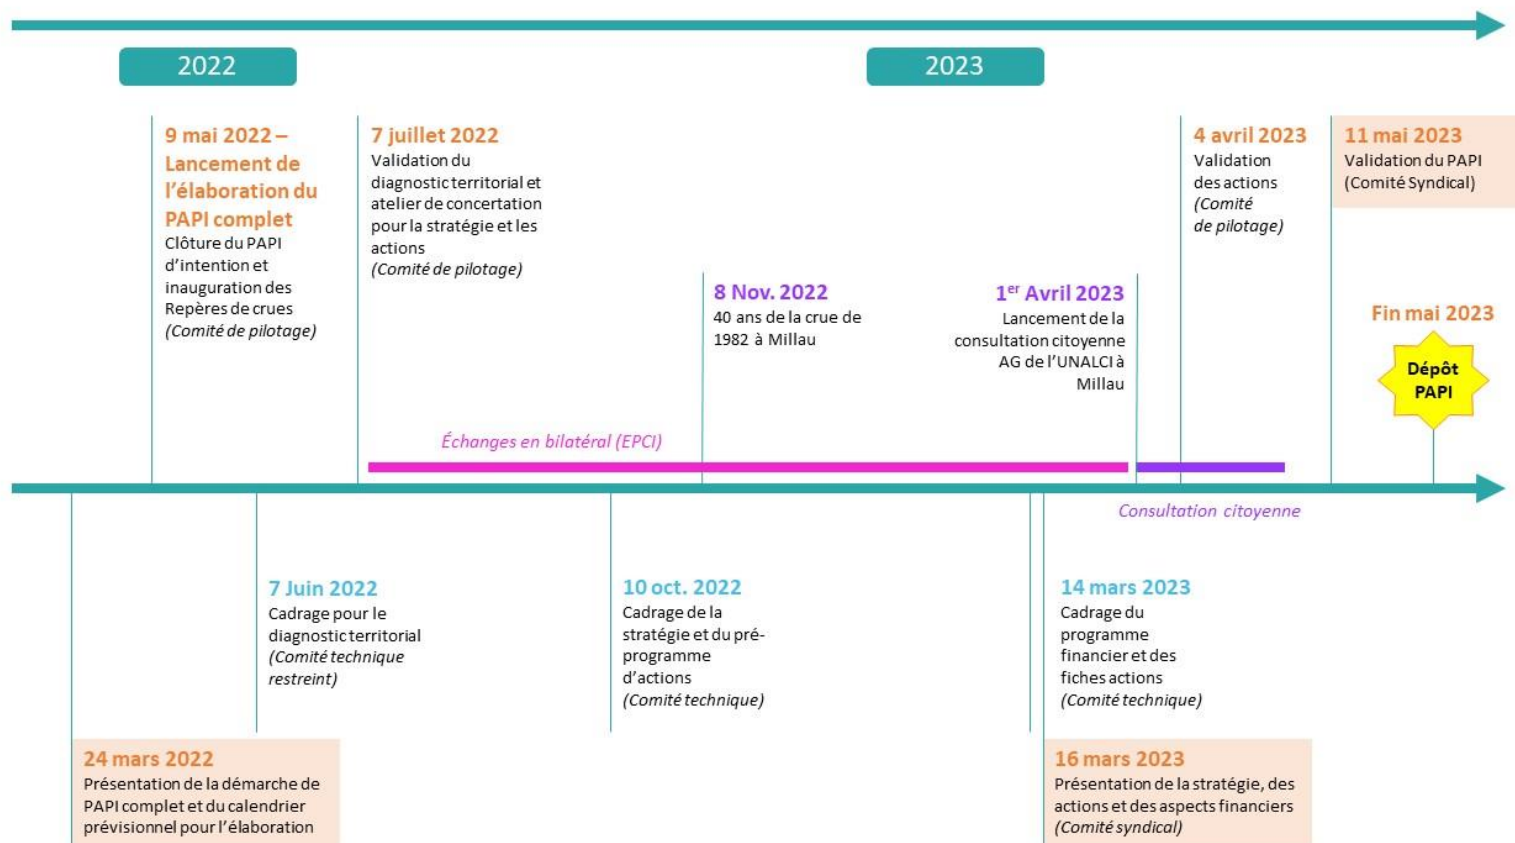 2022
2023
9 mai 2022 –
Lancement de
l’élaboration du
PAPI complet
Clôture du PAPI
d’intention et
inauguration des
Repères de crues
(Comité de pilotage)
7 juillet 2022
Validation du
diagnostic territorial et
atelier de concertation
pour la stratégie et les
actions
(Comité de pilotage)
8 Nov. 2022
40 ans de la crue de
1982 à Millau
1er Avril 2023
Lancement de la
consultation citoyenne
AG de l’UNALCI à
Millau
4 avril 2023
Validation
des actions
(Comité
de pilotage)
11 mai 2023
Validation du PAPI
(Comité Syndical)
Fin mai 2023
Dépôt
PAPI
Échanges en bilatéral (EPCI)
Consultation citoyenne
7 Juin 2022
Cadrage pour le
diagnostic territorial
(Comité technique
restreint)
10 oct. 2022
Cadrage de la
stratégie et du pré-
programme
d’actions
(Comité technique)
14 mars 2023
Cadrage du
programme
financier et des
fiches actions
(Comité technique)
24 mars 2022
Présentation de la démarche de
PAPI complet et du calendrier
prévisionnel pour l’élaboration
16 mars 2023
Présentation de la stratégie, des
actions et des aspects financiers
(Comité syndical)